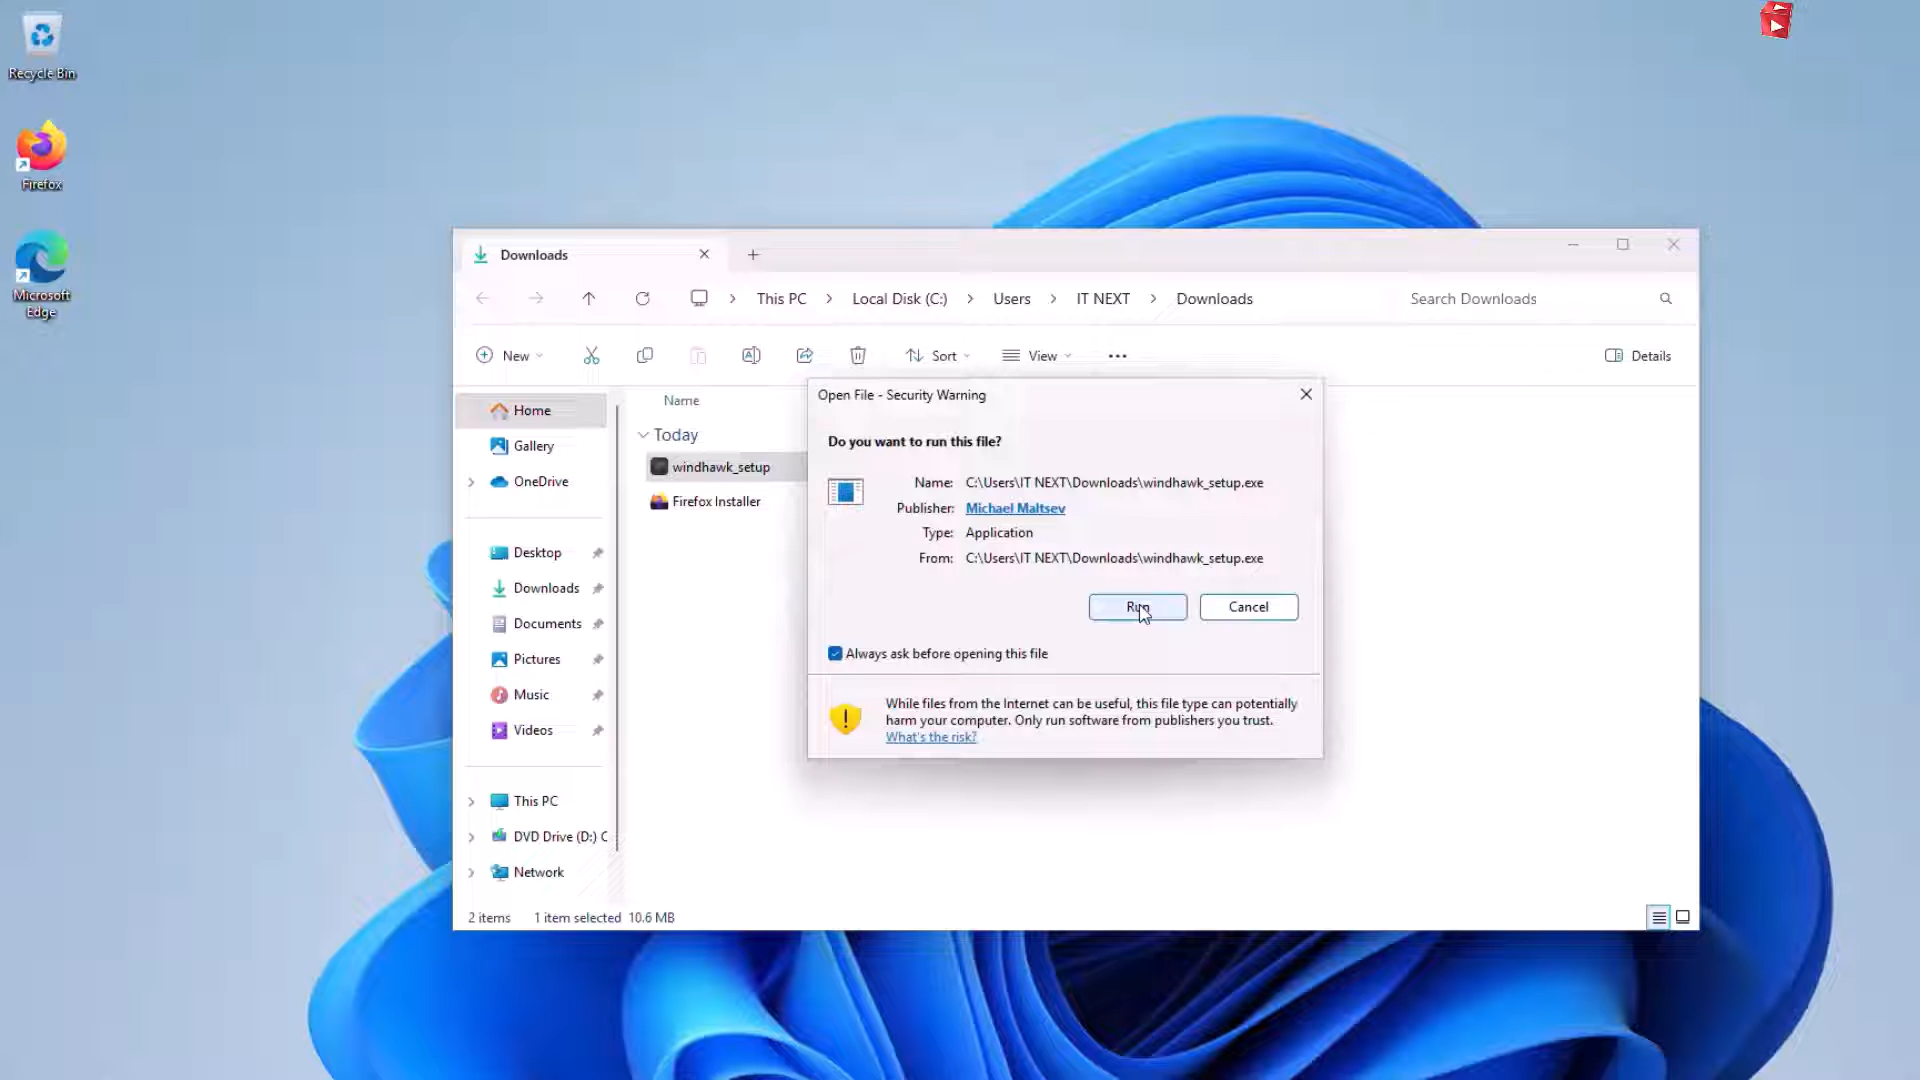 Recycle Bin
Firefox
Microsoft
Edge
Downloads
This PC
Local Disk (C:)
Users
IT NEXT
Downloads
Search Downloads
New
Sort
View
Details
Home
Gallery
OneDrive
Desktop
Downloads
Documents
Pictures
Music
Videos
This PC
DVD Drive (D:) C
Network
Name
Today
windhawk_setup
Firefox Installer
Open File - Security Warning
Do you want to run this file?
Name: C:\Users\IT NEXT\Downloads\windhawk_setup.exe
Publisher: Michael Maltsev
Type: Application
From: C:\Users\IT NEXT\Downloads\windhawk_setup.exe
Run
Cancel
Always ask before opening this file
While files from the Internet can be useful, this file type can potentially
harm your computer. Only run software from publishers you trust.
What's the risk?
2 items
1 item selected 10.6 MB